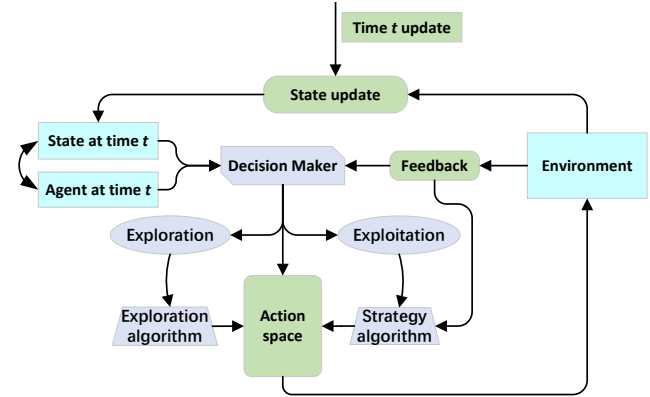 Time t update
State update
State at time t
Agent at time t
Decision Maker
Feedback
Environment
Exploration
Exploitation
Exploration
algorithm
Action
space
Strategy
algorithm